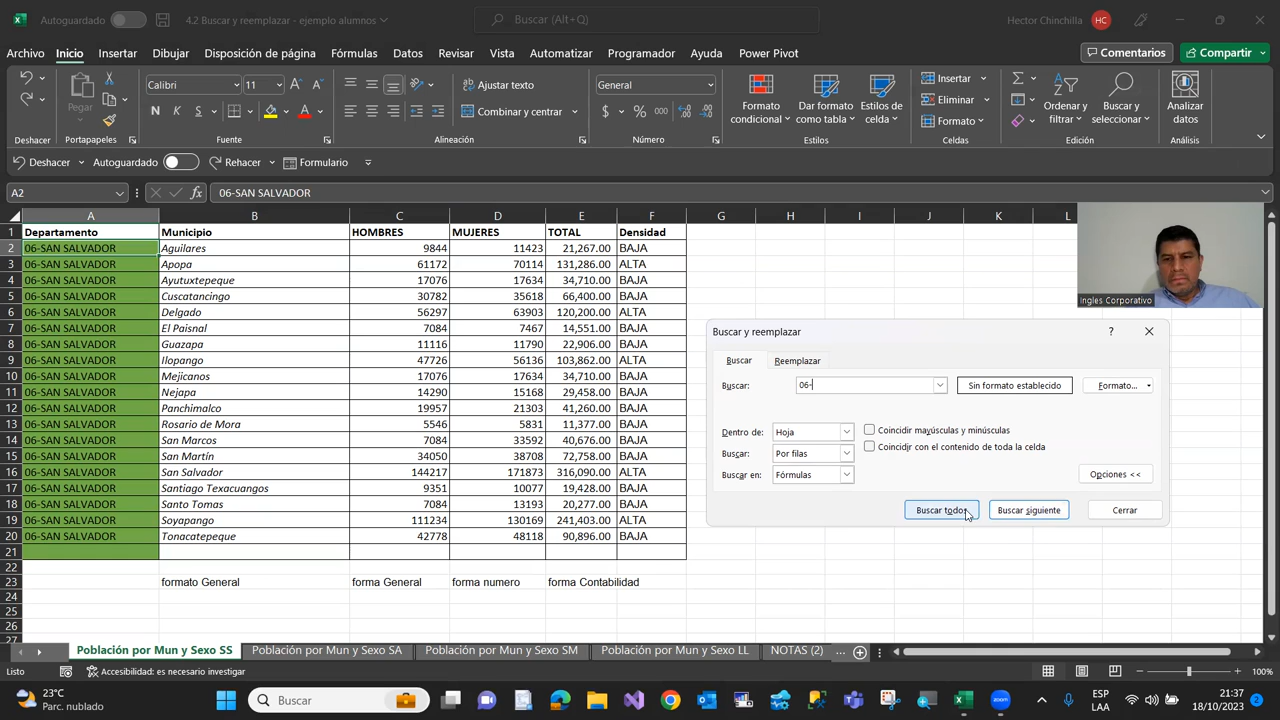 Autoguardado
4.2 Buscar y reemplazar - ejemplo alumnos
Buscar (Alt+Q)
Hector Chinchilla
HC
Archivo Inicio Insertar Dibujar Disposición de página Fórmulas Datos Revisar Vista Automatizar Programador Ayuda Power Pivot
Comentarios
Compartir
Pegar
Calibri 11
N K S
Ajustar texto
Combinar y centrar
General
$ % 000
Formato condicional
Dar formato como tabla
Estilos de celda
Insertar
Eliminar
Formato
Ordenar y filtrar
Buscar y seleccionar
Analizar datos
Deshacer Portapapeles Fuente Alineación Número Estilos Celdas Edición Análisis
Deshacer Autoguardado Rehacer Formulario
A2 fx 06-SAN SALVADOR
A B C D E F G H I J K L
1 Departamento Municipio HOMBRES MUJERES TOTAL Densidad
2 06-SAN SALVADOR Aguilares 9844 11423 21,267.00 BAJA
3 06-SAN SALVADOR Apopa 61172 70114 131,286.00 ALTA
4 06-SAN SALVADOR Ayutuxtepeque 17076 17634 34,710.00 BAJA
5 06-SAN SALVADOR Cuscatancingo 30782 35618 66,400.00 BAJA
6 06-SAN SALVADOR Delgado 56297 63903 120,200.00 ALTA
7 06-SAN SALVADOR El Paisnal 7084 7467 14,551.00 BAJA
8 06-SAN SALVADOR Guazapa 11116 11790 22,906.00 BAJA
9 06-SAN SALVADOR Ilopango 47726 56136 103,862.00 ALTA
10 06-SAN SALVADOR Mejicanos 17076 17634 34,710.00 BAJA
11 06-SAN SALVADOR Nejapa 14290 15168 29,458.00 BAJA
12 06-SAN SALVADOR Panchimalco 19957 21303 41,260.00 BAJA
13 06-SAN SALVADOR Rosario de Mora 5546 5831 11,377.00 BAJA
14 06-SAN SALVADOR San Marcos 7084 33592 40,676.00 BAJA
15 06-SAN SALVADOR San Martín 34050 38708 72,758.00 BAJA
16 06-SAN SALVADOR San Salvador 144217 171873 316,090.00 ALTA
17 06-SAN SALVADOR Santiago Texacuangos 9351 10077 19,428.00 BAJA
18 06-SAN SALVADOR Santo Tomas 7084 13193 20,277.00 BAJA
19 06-SAN SALVADOR Soyapango 111234 130169 241,403.00 ALTA
20 06-SAN SALVADOR Tonacatepeque 42778 48118 90,896.00 BAJA
21
22
23 formato General forma General forma numero forma Contabilidad
24
25
26
27
Ingles Corporativo
Buscar y reemplazar
?
Buscar Reemplazar
Buscar: 06- Sin formato establecido Formato...
Dentro de: Hoja Coincidir mayúsculas y minúsculas
Buscar: Por filas Coincidir con el contenido de toda la celda
Buscar en: Fórmulas Opciones <<
Buscar todos Buscar siguiente Cerrar
Población por Mun y Sexo SS Población por Mun y Sexo SA Población por Mun y Sexo SM Población por Mun y Sexo LL NOTAS (2) ...
Listo Accesibilidad: es necesario investigar 100%
23°C
Parc. nublado
Buscar
ESP
LAA
21:37
18/10/2023
2